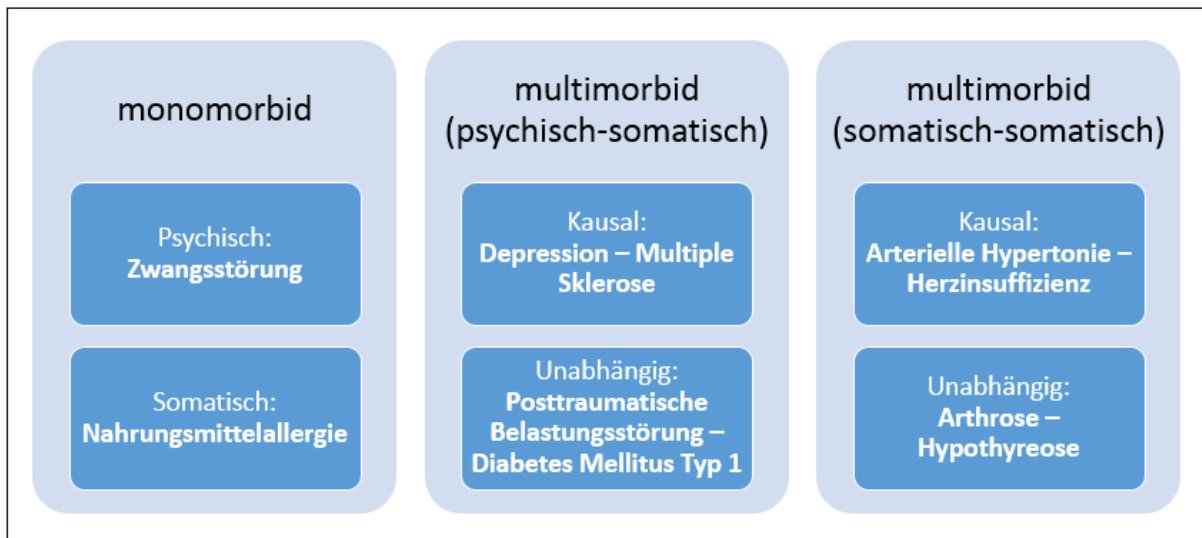 monomorbid
Psychisch:
Zwangsstörung
Somatisch:
Nahrungsmittelallergie
multimorbid
(psychisch-somatisch)
Kausal:
Depression – Multiple
Sklerose
Unabhängig:
Posttraumatische
Belastungsstörung –
Diabetes Mellitus Typ 1
multimorbid
(somatisch-somatisch)
Kausal:
Arterielle Hypertonie –
Herzinsuffizienz
Unabhängig:
Arthrose –
Hypothyreose